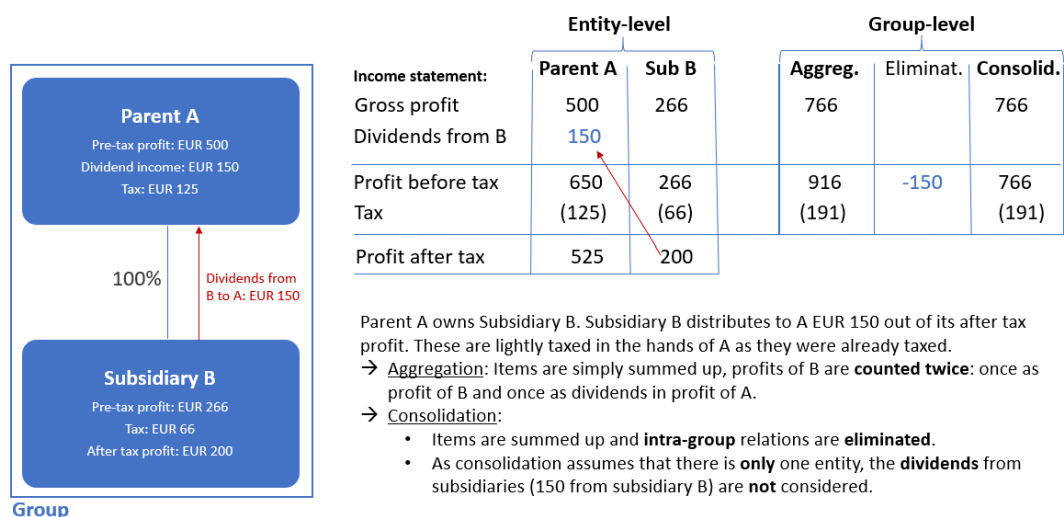 Entity-level
Group-level
Income statement:
Parent A
Sub B
Aggreg.
Eliminat.
Consolid.
Gross profit
500
266
766
766
Dividends from B
150
Profit before tax
650
266
916
-150
766
Tax
(125)
(66)
(191)
(191)
Profit after tax
525
200
Parent A
Pre-tax profit: EUR 500
Dividend income: EUR 150
Tax: EUR 125
100%
Dividends from
B to A: EUR 150
Subsidiary B
Pre-tax profit: EUR 266
Tax: EUR 66
After tax profit: EUR 200
Group
Parent A owns Subsidiary B. Subsidiary B distributes to A EUR 150 out of its after tax
profit. These are lightly taxed in the hands of A as they were already taxed.
→ Aggregation: Items are simply summed up, profits of B are counted twice: once as
profit of B and once as dividends in profit of A.
→ Consolidation:
• Items are summed up and intra-group relations are eliminated.
• As consolidation assumes that there is only one entity, the dividends from
subsidiaries (150 from subsidiary B) are not considered.